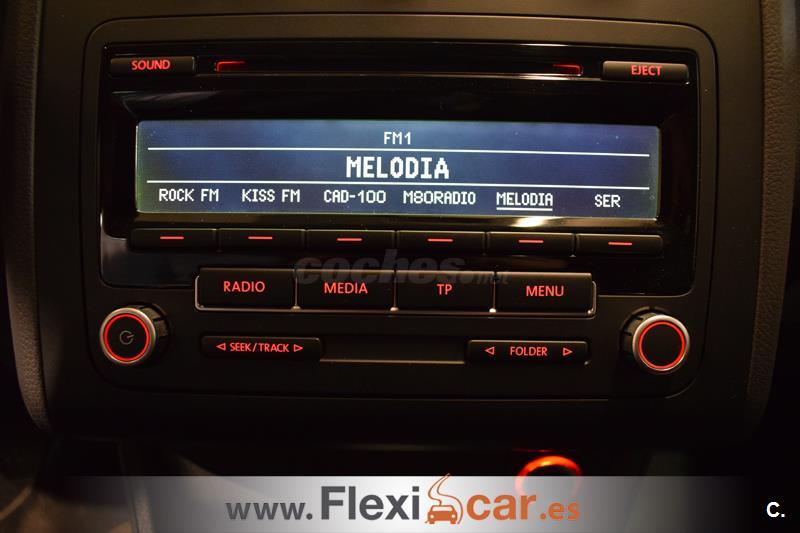 SOUND
EJECT
FM1
MELODIA
ROCK FM KISS FM CAD-100 M80RADIO MELODIA SER
coches.net
RADIO MEDIA TP MENU
SEEK/TRACK FOLDER
www.Flexicar.es
C.